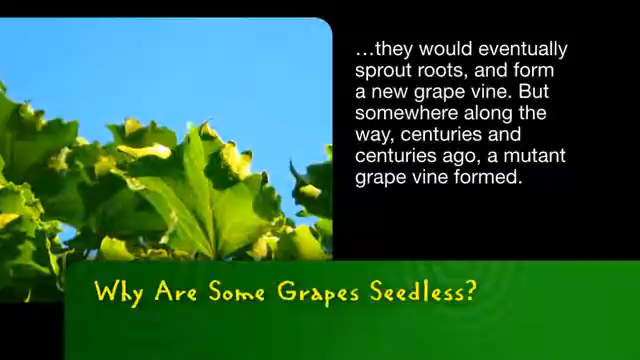 …they would eventually
sprout roots, and form
a new grape vine. But
somewhere along the
way, centuries and
centuries ago, a mutant
grape vine formed.
Why Are Some Grapes Seedless?